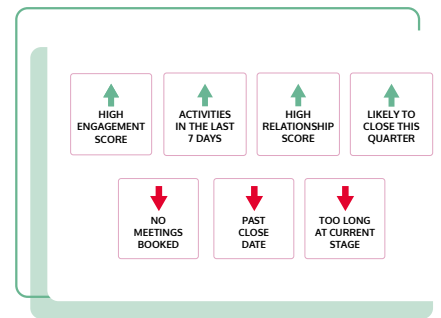 HIGH
ENGAGEMENT
SCORE
ACTIVITIES
IN THE LAST
7 DAYS
HIGH
RELATIONSHIP
SCORE
LIKELY TO
CLOSE THIS
QUARTER
NO
MEETINGS
BOOKED
PAST
CLOSE
DATE
TOO LONG
AT CURRENT
STAGE